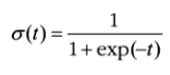 σ(t) = 1 / (1 + exp(–t))